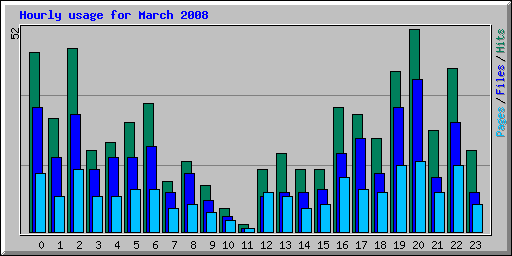 Hourly usage for March 2008
52
Pages/Files/Hits
0 1 2 3 4 5 6 7 8 9 10 11 12 13 14 15 16 17 18 19 20 21 22 23